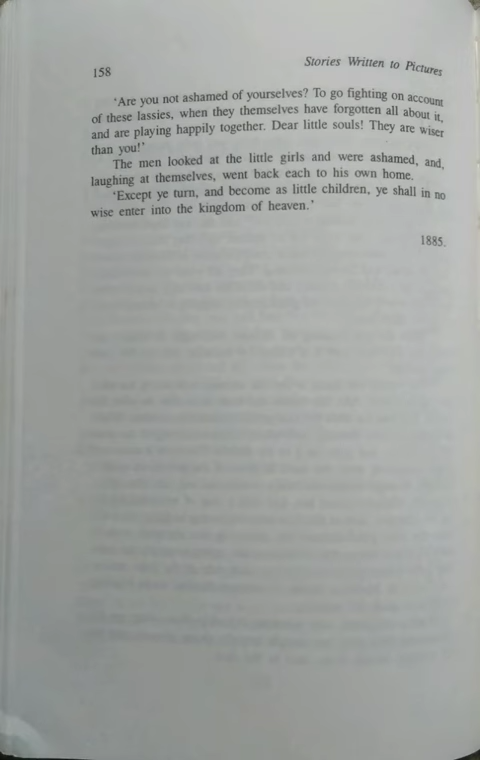 158
Stories Written to Pictures
'Are you not ashamed of yourselves? To go fighting on account
of these lassies, when they themselves have forgotten all about it,
and are playing happily together. Dear little souls! They are wiser
than you!'
The men looked at the little girls and were ashamed, and,
laughing at themselves, went back each to his own home.
'Except ye turn, and become as little children, ye shall in no
wise enter into the kingdom of heaven.'
1885.